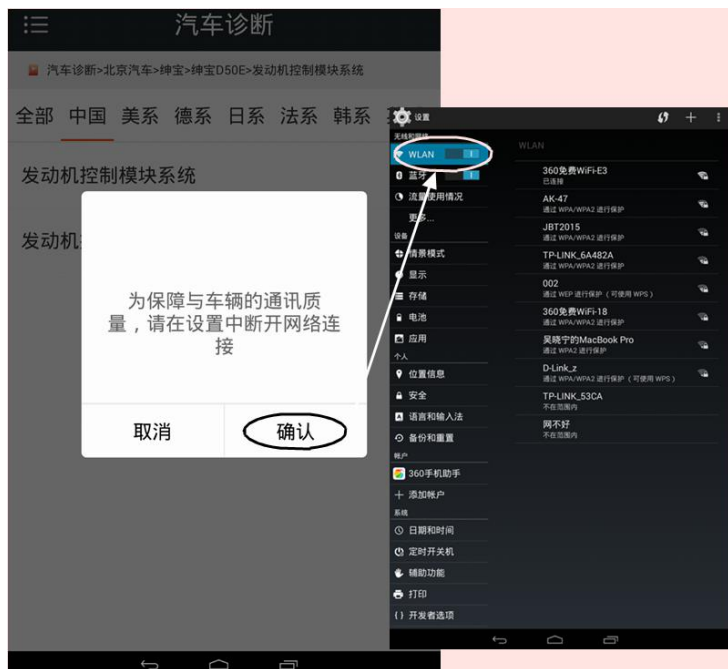 汽车诊断
汽车诊断>北京汽车>绅宝>绅宝D50E>发动机控制模块系统
全部 中国 美系 德系 日系 法系 韩系
发动机控制模块系统
发动机
为保障与车辆的通讯质
量，请在设置中断开网络连
接
取消 确认
设置
无线和网络
WLAN
蓝牙
流量使用情况
更多...
设备
情景模式
显示
存储
电池
应用
个人
位置信息
安全
语言和输入法
备份和重置
帐户
360手机助手
添加帐户
系统
日期和时间
定时开关机
辅助功能
打印
开发者选项
WLAN
360免费WiFi-E3
已连接
AK-47
通过 WPA/WPA2 进行保护
JBT2015
通过 WPA/WPA2 进行保护
TP-LINK_6A482A
通过 WPA/WPA2 进行保护
002
通过 WEP 进行保护（可使用 WPS）
360免费WiFi-18
通过 WPA/WPA2 进行保护
吴晓宁的MacBook Pro
通过 WPA2 进行保护
D-Link_z
通过 WPA/WPA2 进行保护（可使用 WPS）
TP-LINK_53CA
不在范围内
网不好
不在范围内